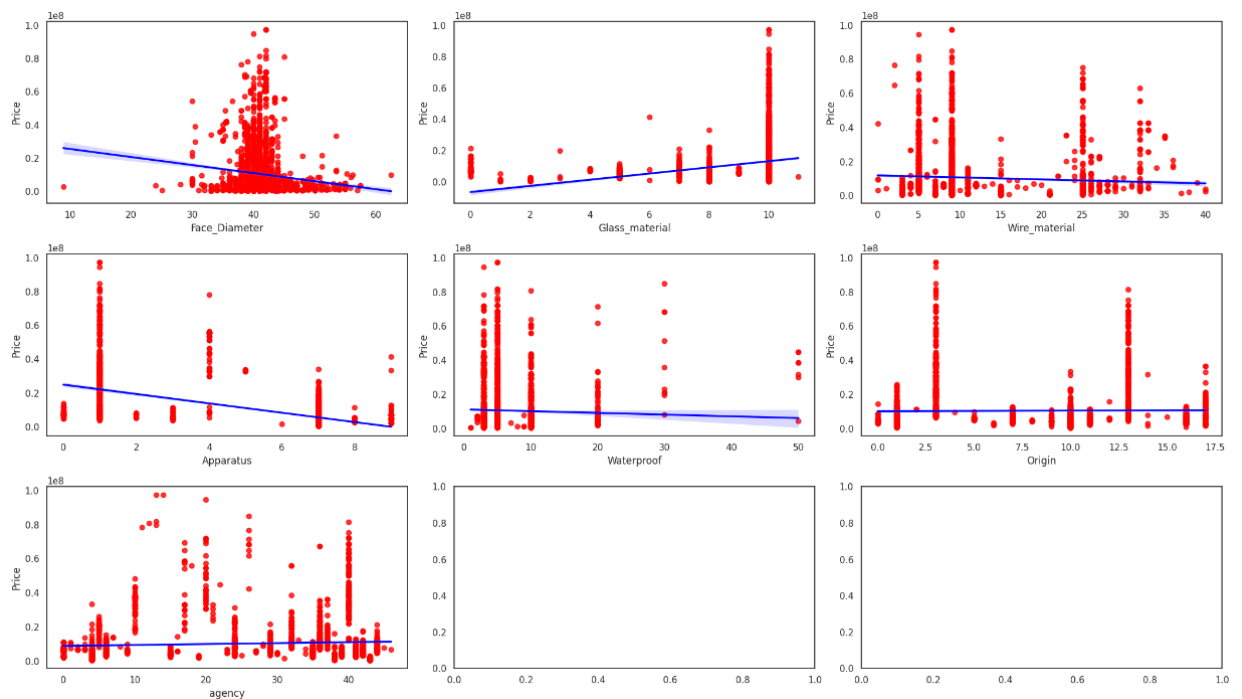 1e8 1e8 1e8
1.0 1.0 1.0
0.8 0.8 0.8
Price 0.6 Price 0.6 Price 0.6
0.4 0.4 0.4
0.2 0.2 0.2
0.0 0.0 0.0
10 20 30 40 50 60 0 2 4 6 8 10 0 5 10 15 20 25 30 35 40
Face_Diameter Glass_material Wire_material
1e8 1e8 1e8
1.0 1.0 1.0
0.8 0.8 0.8
Price 0.6 Price 0.6 Price 0.6
0.4 0.4 0.4
0.2 0.2 0.2
0.0 0.0 0.0
0 2 4 6 8 0 10 20 30 40 50 0.0 2.5 5.0 7.5 10.0 12.5 15.0 17.5
Apparatus Waterproof Origin
1e8
1.0 1.0 1.0
0.8 0.8 0.8
Price 0.6 0.6 0.6
0.4 0.4 0.4
0.2 0.2 0.2
0.0 0.0 0.0
0 10 20 30 40 0.0 0.2 0.4 0.6 0.8 1.0 0.0 0.2 0.4 0.6 0.8 1.0
agency